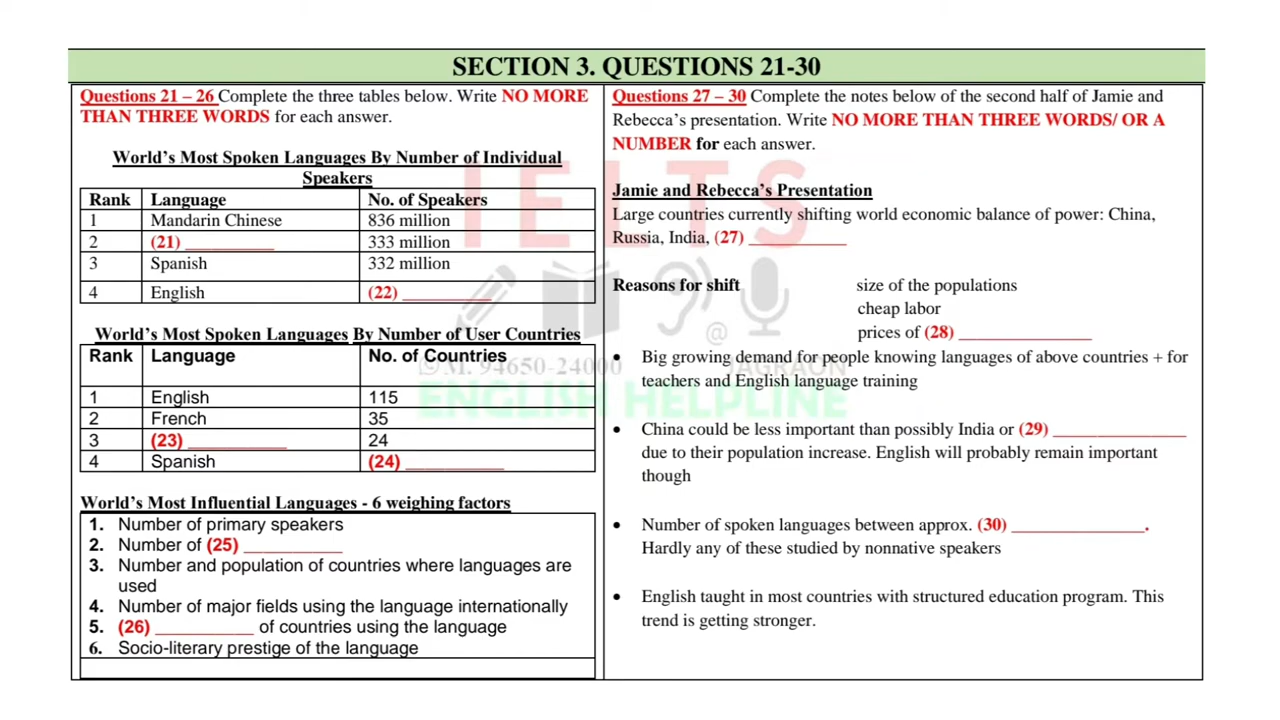 SECTION 3. QUESTIONS 21-30
Questions 21 – 26 Complete the three tables below. Write NO MORE
THAN THREE WORDS for each answer.
World's Most Spoken Languages By Number of Individual
Speakers
Rank Language No. of Speakers
1 Mandarin Chinese 836 million
2 (21) __________ 333 million
3 Spanish 332 million
4 English (22) __________
World's Most Spoken Languages By Number of User Countries
Rank Language No. of Countries
1 English 115
2 French 35
3 (23) __________ 24
4 Spanish (24) __________
World's Most Influential Languages - 6 weighing factors
1. Number of primary speakers
2. Number of (25) __________
3. Number and population of countries where languages are
used
4. Number of major fields using the language internationally
5. (26) __________ of countries using the language
6. Socio-literary prestige of the language
Questions 27 – 30 Complete the notes below of the second half of Jamie and
Rebecca's presentation. Write NO MORE THAN THREE WORDS/ OR A
NUMBER for each answer.
Jamie and Rebecca's Presentation
Large countries currently shifting world economic balance of power: China,
Russia, India, (27) ___________
Reasons for shift size of the populations
cheap labor
prices of (28) _______________
• Big growing demand for people knowing languages of above countries + for
teachers and English language training
• China could be less important than possibly India or (29) _______________
due to their population increase. English will probably remain important
though
• Number of spoken languages between approx. (30) _______________.
Hardly any of these studied by nonnative speakers
• English taught in most countries with structured education program. This
trend is getting stronger.
IELTS
@
M. 94650-24000 JAGRAON
ENGLISH HELPLINE